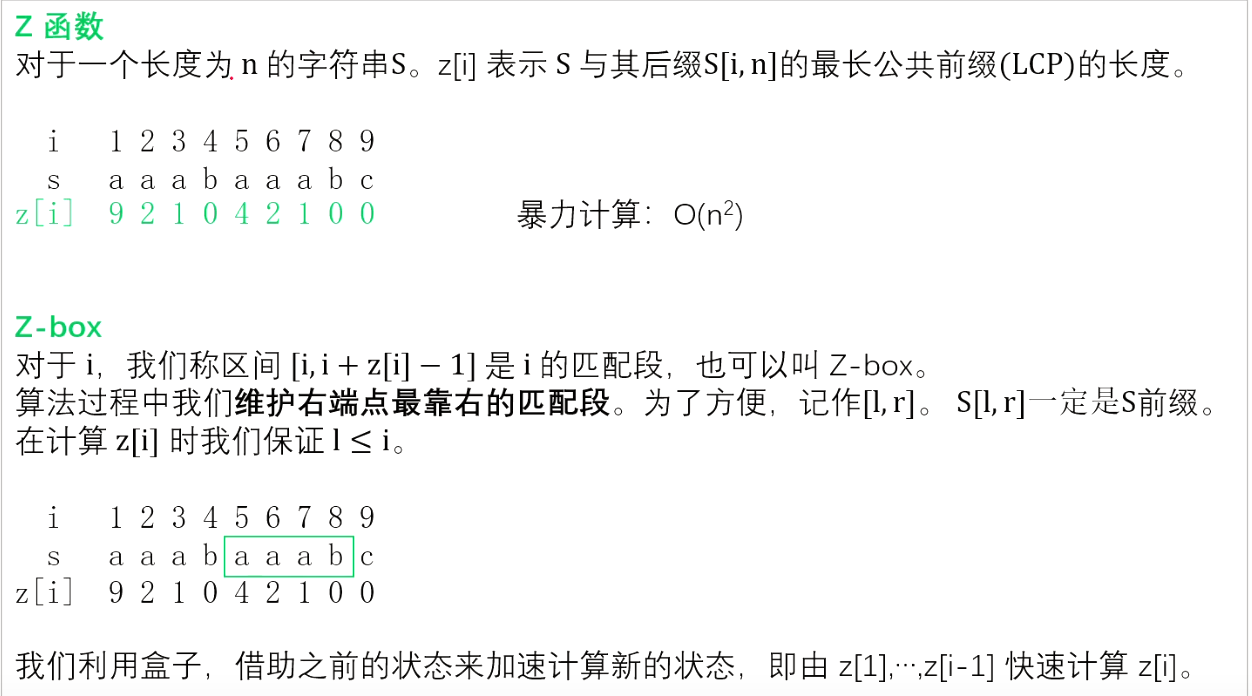 Z 函数
对于一个长度为 n 的字符串S。z[i] 表示 S 与其后缀S[i, n]的最长公共前缀(LCP)的长度。
i 1 2 3 4 5 6 7 8 9
s a a a b a a a b c
z[i] 9 2 1 0 4 2 1 0 0 暴力计算：O(n²)
Z-box
对于 i，我们称区间 [i, i + z[i] − 1] 是 i 的匹配段，也可以叫 Z-box。
算法过程中我们维护右端点最靠右的匹配段。为了方便，记作[l, r]。 S[l, r]一定是S前缀。
在计算 z[i] 时我们保证 l ≤ i。
i 1 2 3 4 5 6 7 8 9
s a a a b a a a b c
z[i] 9 2 1 0 4 2 1 0 0
我们利用盒子，借助之前的状态来加速计算新的状态，即由 z[1],⋯,z[i-1] 快速计算 z[i]。